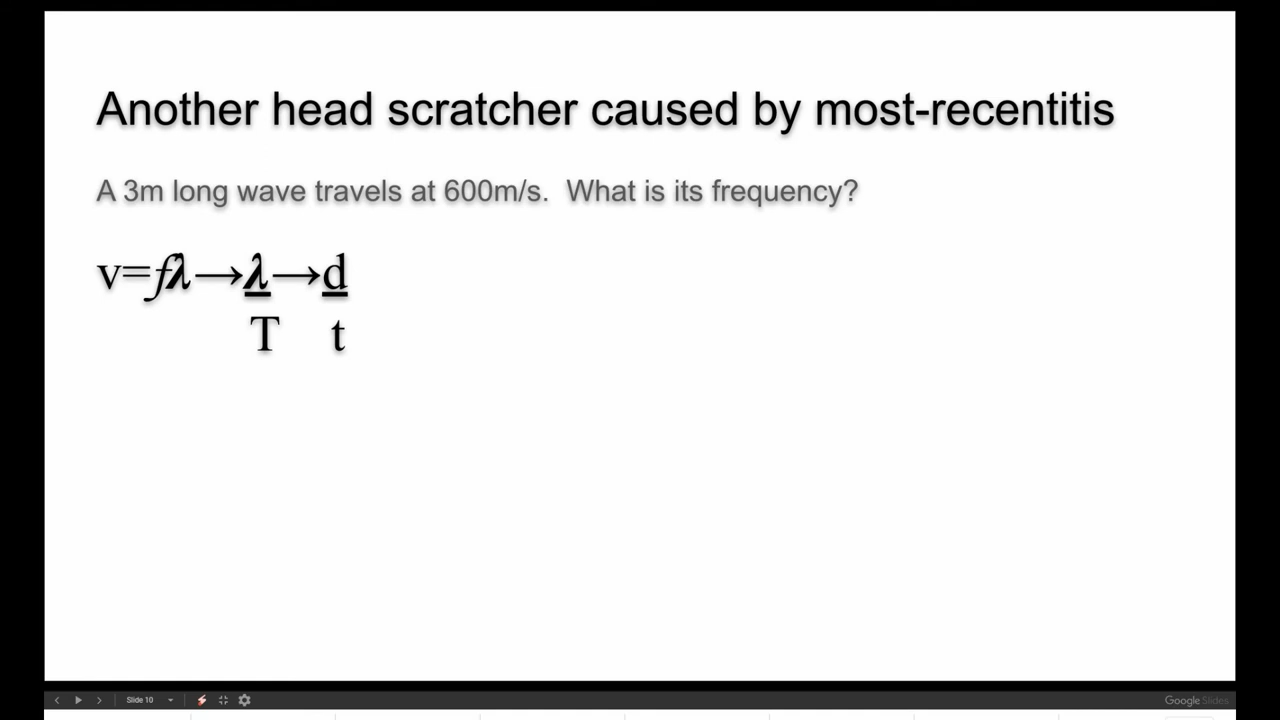 Another head scratcher caused by most-recentitis
A 3m long wave travels at 600m/s.  What is its frequency?
v=fλ→λ→d
T t
Slide 10
Google Slides